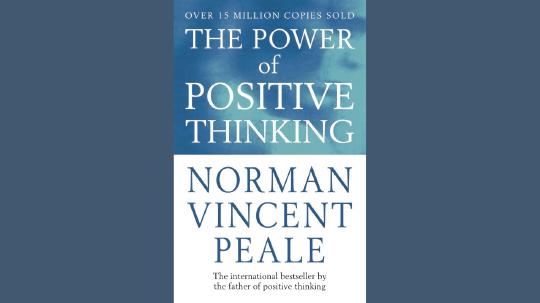 OVER 15 MILLION COPIES SOLD
THE POWER
of
POSITIVE
THINKING
NORMAN
VINCENT
PEALE
The international bestseller by
the father of positive thinking